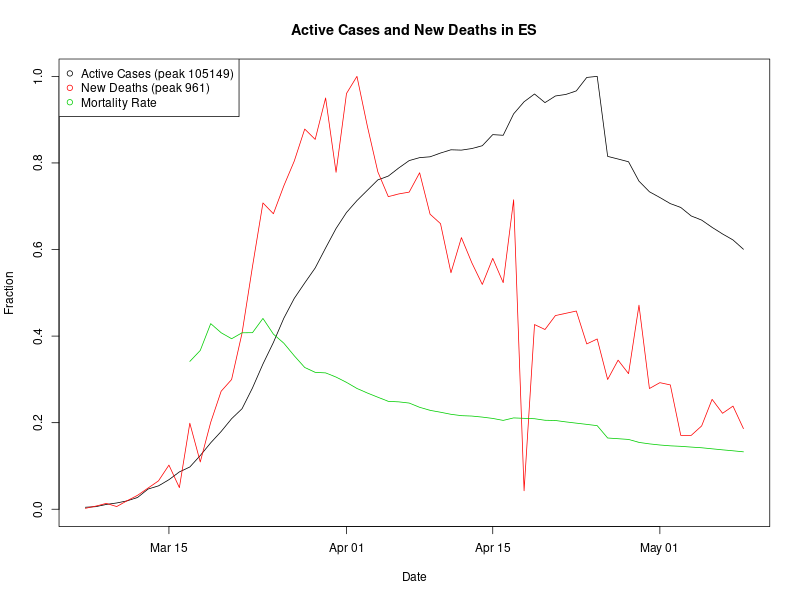 Active Cases and New Deaths in ES
Active Cases (peak 105149)
New Deaths (peak 961)
Mortality Rate
1.0
0.8
0.6
0.4
0.2
0.0
Fraction
Mar 15 Apr 01 Apr 15 May 01
Date